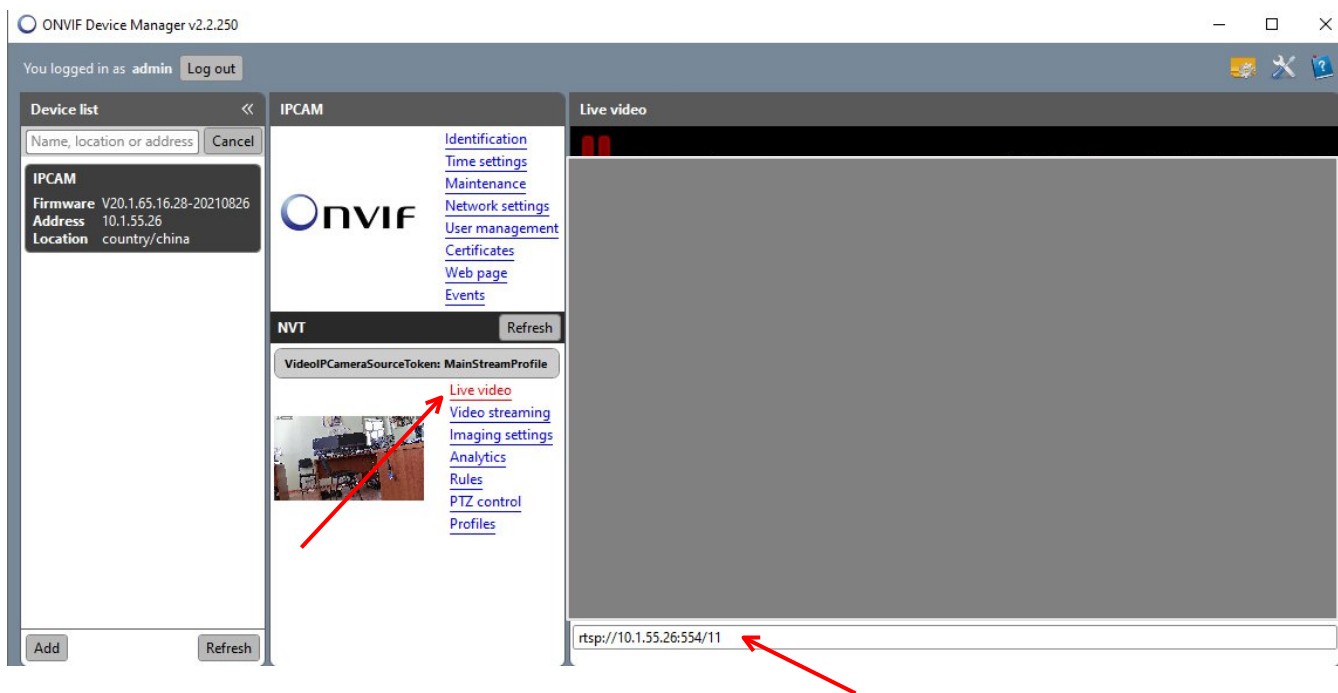 ONVIF Device Manager v2.2.250
You logged in as admin Log out
Device list
Name, location or address Cancel
IPCAM
Firmware V20.1.65.16.28-20210826
Address 10.1.55.26
Location country/china
Add Refresh
IPCAM
ONVIF
Identification
Time settings
Maintenance
Network settings
User management
Certificates
Web page
Events
NVT Refresh
VideoIPCameraSourceToken: MainStreamProfile
Live video
Video streaming
Imaging settings
Analytics
Rules
PTZ control
Profiles
Live video
rtsp://10.1.55.26:554/11